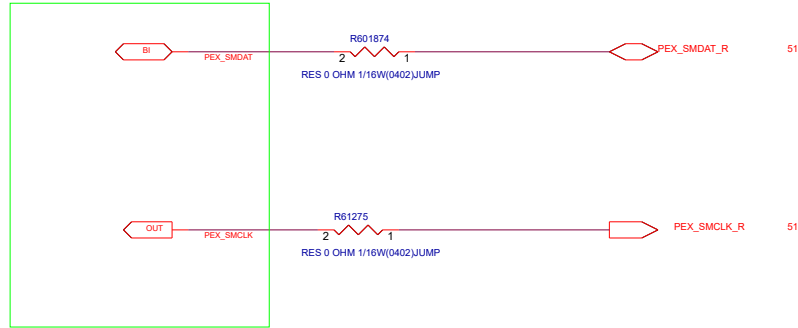 R601874
BI
PEX_SMDAT
2
1
PEX_SMDAT_R
51
RES 0 OHM 1/16W(0402)JUMP
R61275
OUT
PEX_SMCLK
2
1
PEX_SMCLK_R
51
RES 0 OHM 1/16W(0402)JUMP